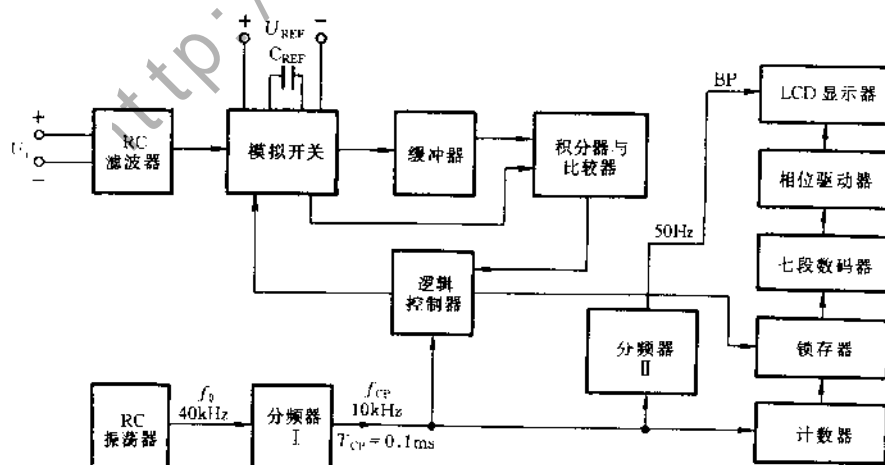 ttp:/
+
U_REF
−
C_REF
BP
LCD 显示器
+
U_i
−
RC
滤波器
模拟开关
缓冲器
积分器与
比较器
相位驱动器
50Hz
七段数码器
逻辑
控制器
分频器
Ⅱ
锁存器
RC
振荡器
f_0
40kHz
分频器
Ⅰ
f_CP
10kHz
T_CP=0.1ms
计数器